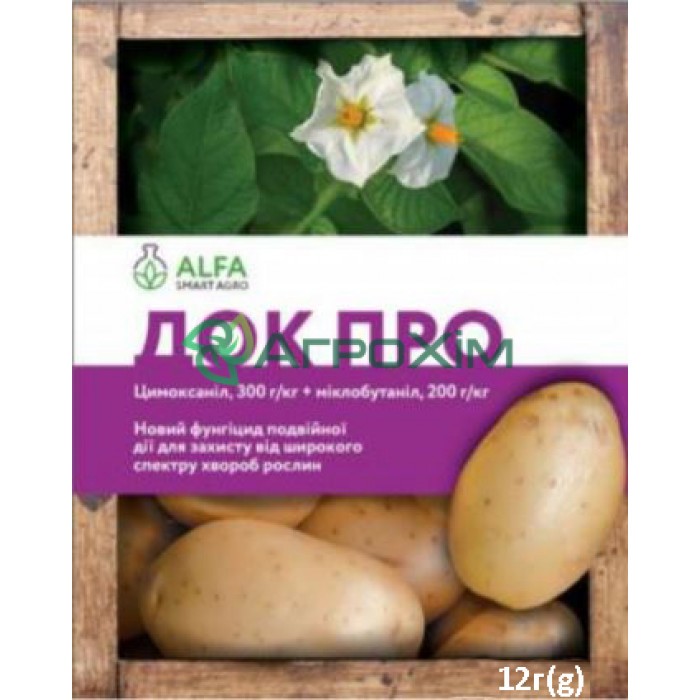 ALFA
SMART AGRO
ДОК ПРО
АГРОХІМ
Цимоксаніл, 300 г/кг + міклобутаніл, 200 г/кг
Новий фунгіцид подвійної
дії для захисту від широкого
спектру хвороб рослин
12г(g)